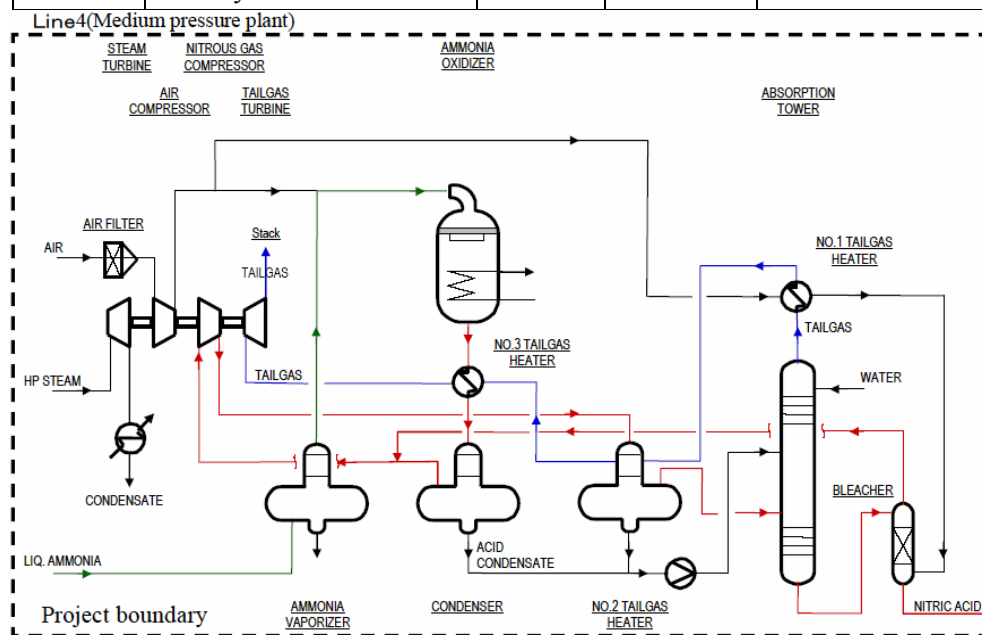 Line4(Medium pressure plant)
STEAM
TURBINE
NITROUS GAS
COMPRESSOR
AMMONIA
OXIDIZER
AIR
COMPRESSOR
TAILGAS
TURBINE
ABSORPTION
TOWER
AIR FILTER
AIR
Stack
TAILGAS
NO.1 TAILGAS
HEATER
TAILGAS
NO.3 TAILGAS
HEATER
TAILGAS
HP STEAM
WATER
CONDENSATE
BLEACHER
LIQ. AMMONIA
ACID
CONDENSATE
Project boundary
AMMONIA
VAPORIZER
CONDENSER
NO.2 TAILGAS
HEATER
NITRIC ACID